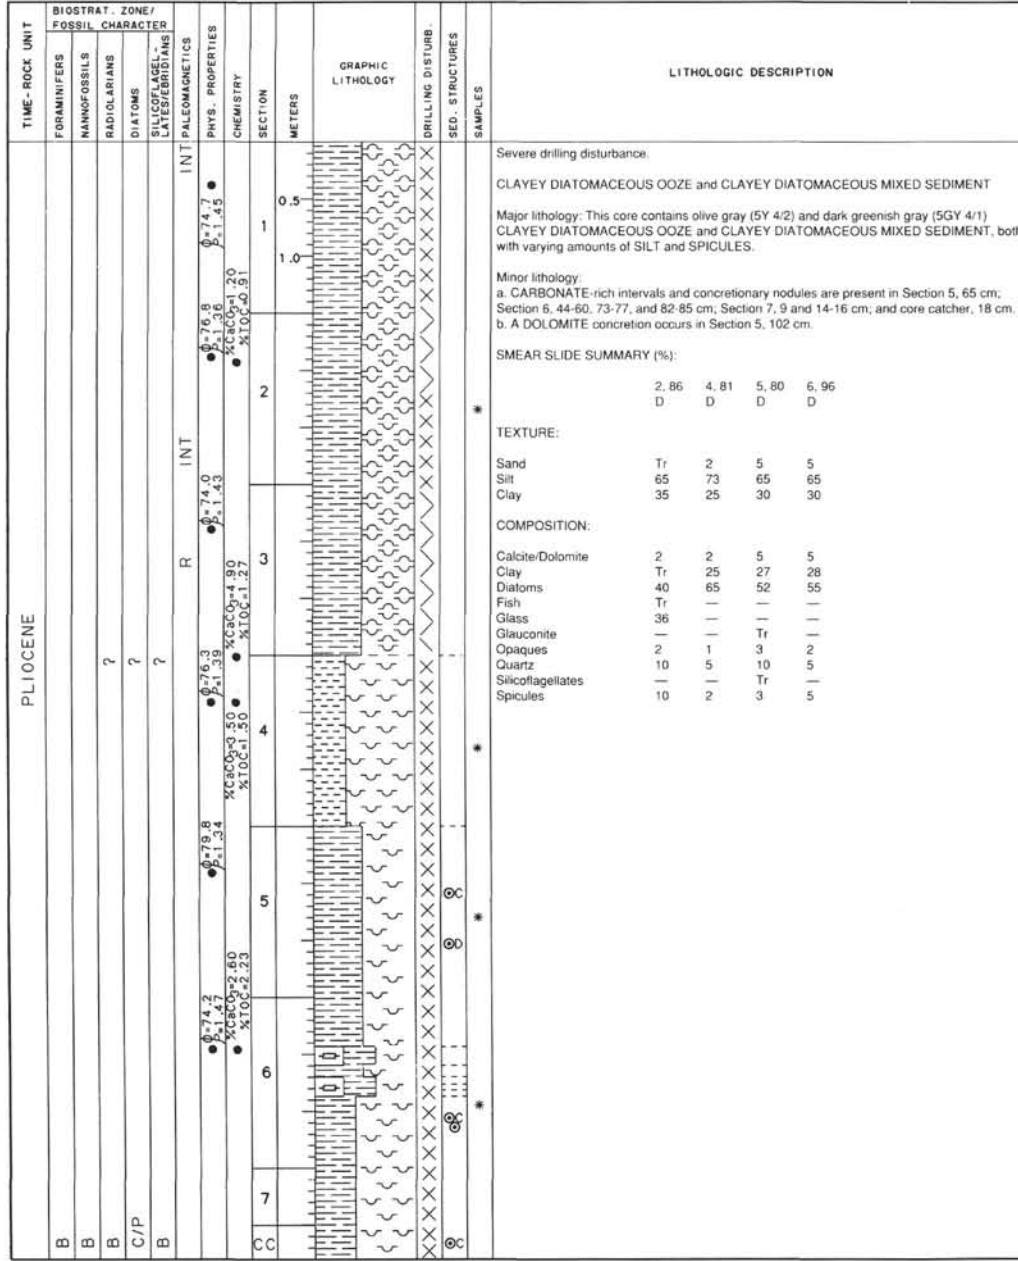 TIME-ROCK UNIT
BIOSTRAT. ZONE/
FOSSIL CHARACTER
FORAMINIFERS
NANNOFOSSILS
RADIOLARIANS
DIATOMS
SILICOFLAGEL-
LATES/EBRIDIANS
PALEOMAGNETICS
PHYS. PROPERTIES
CHEMISTRY
SECTION
METERS
GRAPHIC
LITHOLOGY
DRILLING DISTURB.
SED. STRUCTURES
SAMPLES
LITHOLOGIC DESCRIPTION
PLIOCENE
B
B
? B
? C/P
? B
INT
INT
R
Φ=74.7
P=1.45
Φ=76.8
P=1.36
Φ=74.0
P=1.43
Φ=76.3
P=1.39
Φ=79.8
P=1.34
Φ=74.2
P=1.47
%CaCO3=1.20
%TOC=0.91
%CaCO3=4.90
%TOC=1.27
%CaCO3=3.50
%TOC=1.50
%CaCO3=2.60
%TOC=2.23
1
2
3
4
5
6
7
CC
0.5
1.0
C
D
C
C
* * * *
Severe drilling disturbance.
CLAYEY DIATOMACEOUS OOZE and CLAYEY DIATOMACEOUS MIXED SEDIMENT
Major lithology: This core contains olive gray (5Y 4/2) and dark greenish gray (5GY 4/1)
CLAYEY DIATOMACEOUS OOZE and CLAYEY DIATOMACEOUS MIXED SEDIMENT, both
with varying amounts of SILT and SPICULES.
Minor lithology:
a. CARBONATE-rich intervals and concretionary nodules are present in Section 5, 65 cm;
Section 6, 44-60, 73-77, and 82-85 cm; Section 7, 9 and 14-16 cm; and core catcher, 18 cm.
b. A DOLOMITE concretion occurs in Section 5, 102 cm.
SMEAR SLIDE SUMMARY (%):
2, 86 4, 81 5, 80 6, 96
D D D D
TEXTURE:
Sand Tr 2 5 5
Silt 65 73 65 65
Clay 35 25 30 30
COMPOSITION:
Calcite/Dolomite 2 2 5 5
Clay Tr 25 27 28
Diatoms 40 65 52 55
Fish Tr — — —
Glass 36 — — —
Glauconite — — Tr —
Opaques 2 1 3 2
Quartz 10 5 10 5
Silicoflagellates — — Tr —
Spicules 10 2 3 5